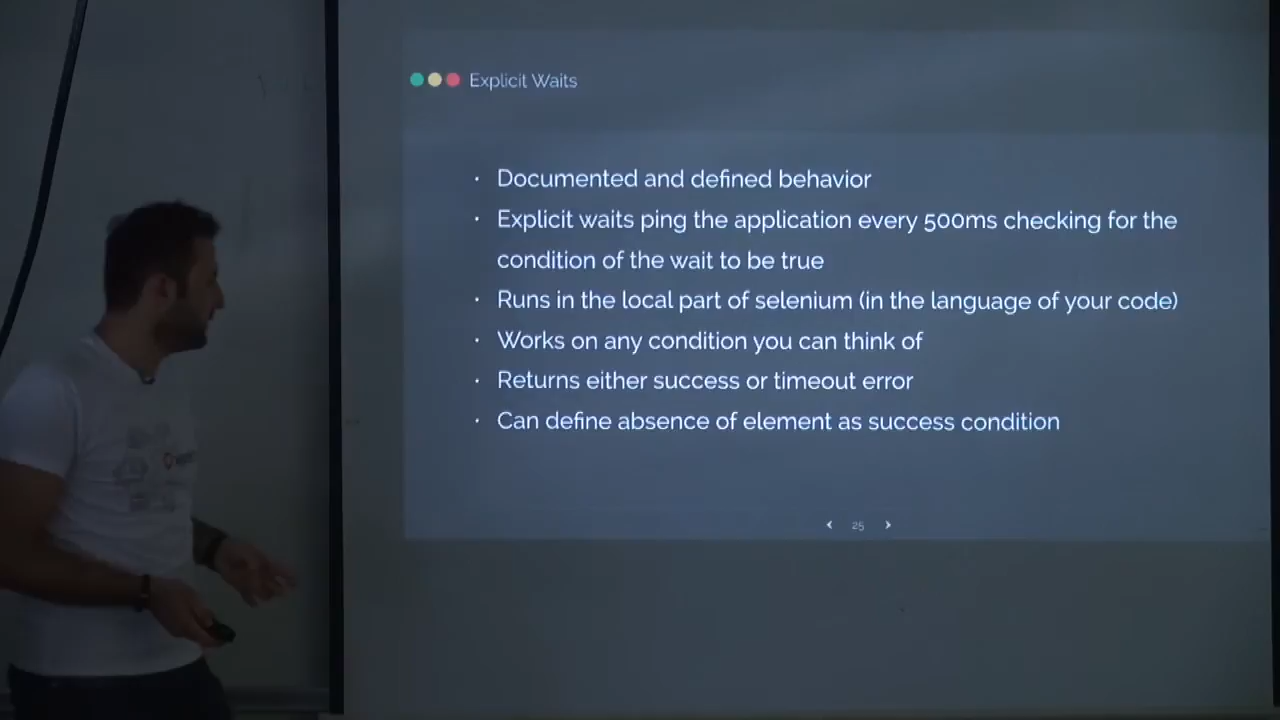 Explicit Waits
· Documented and defined behavior
· Explicit waits ping the application every 500ms checking for the
condition of the wait to be true
· Runs in the local part of selenium (in the language of your code)
· Works on any condition you can think of
· Returns either success or timeout error
· Can define absence of element as success condition
25